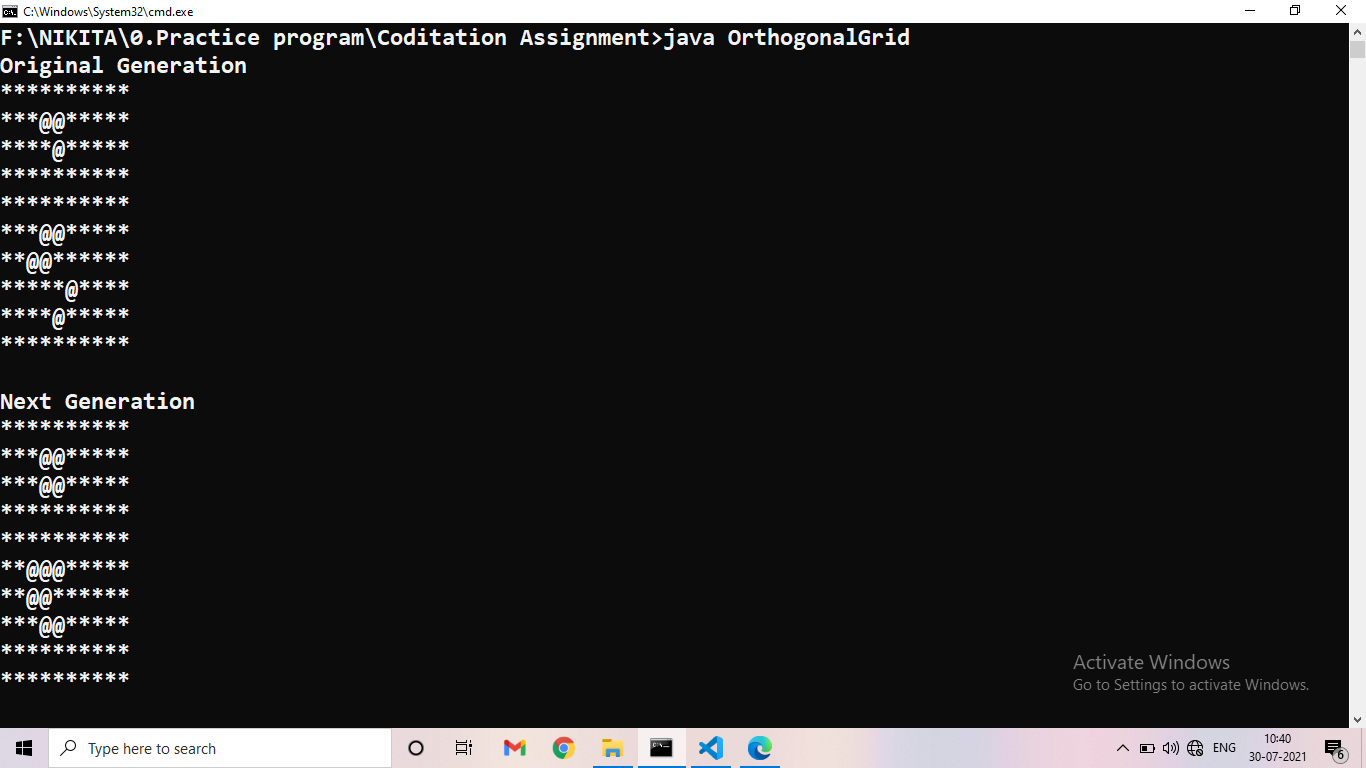 C:\Windows\System32\cmd.exe
F:\NIKITA\0.Practice program\Coditation Assignment>java OrthogonalGrid
Original Generation
**********
***@@*****
****@*****
**********
**********
***@@*****
**@@******
*****@****
****@*****
**********
Next Generation
**********
***@@*****
***@@*****
**********
**********
**@@@*****
**@@******
***@@*****
**********
**********
Activate Windows
Go to Settings to activate Windows.
Type here to search
ENG
10:40
30-07-2021
6